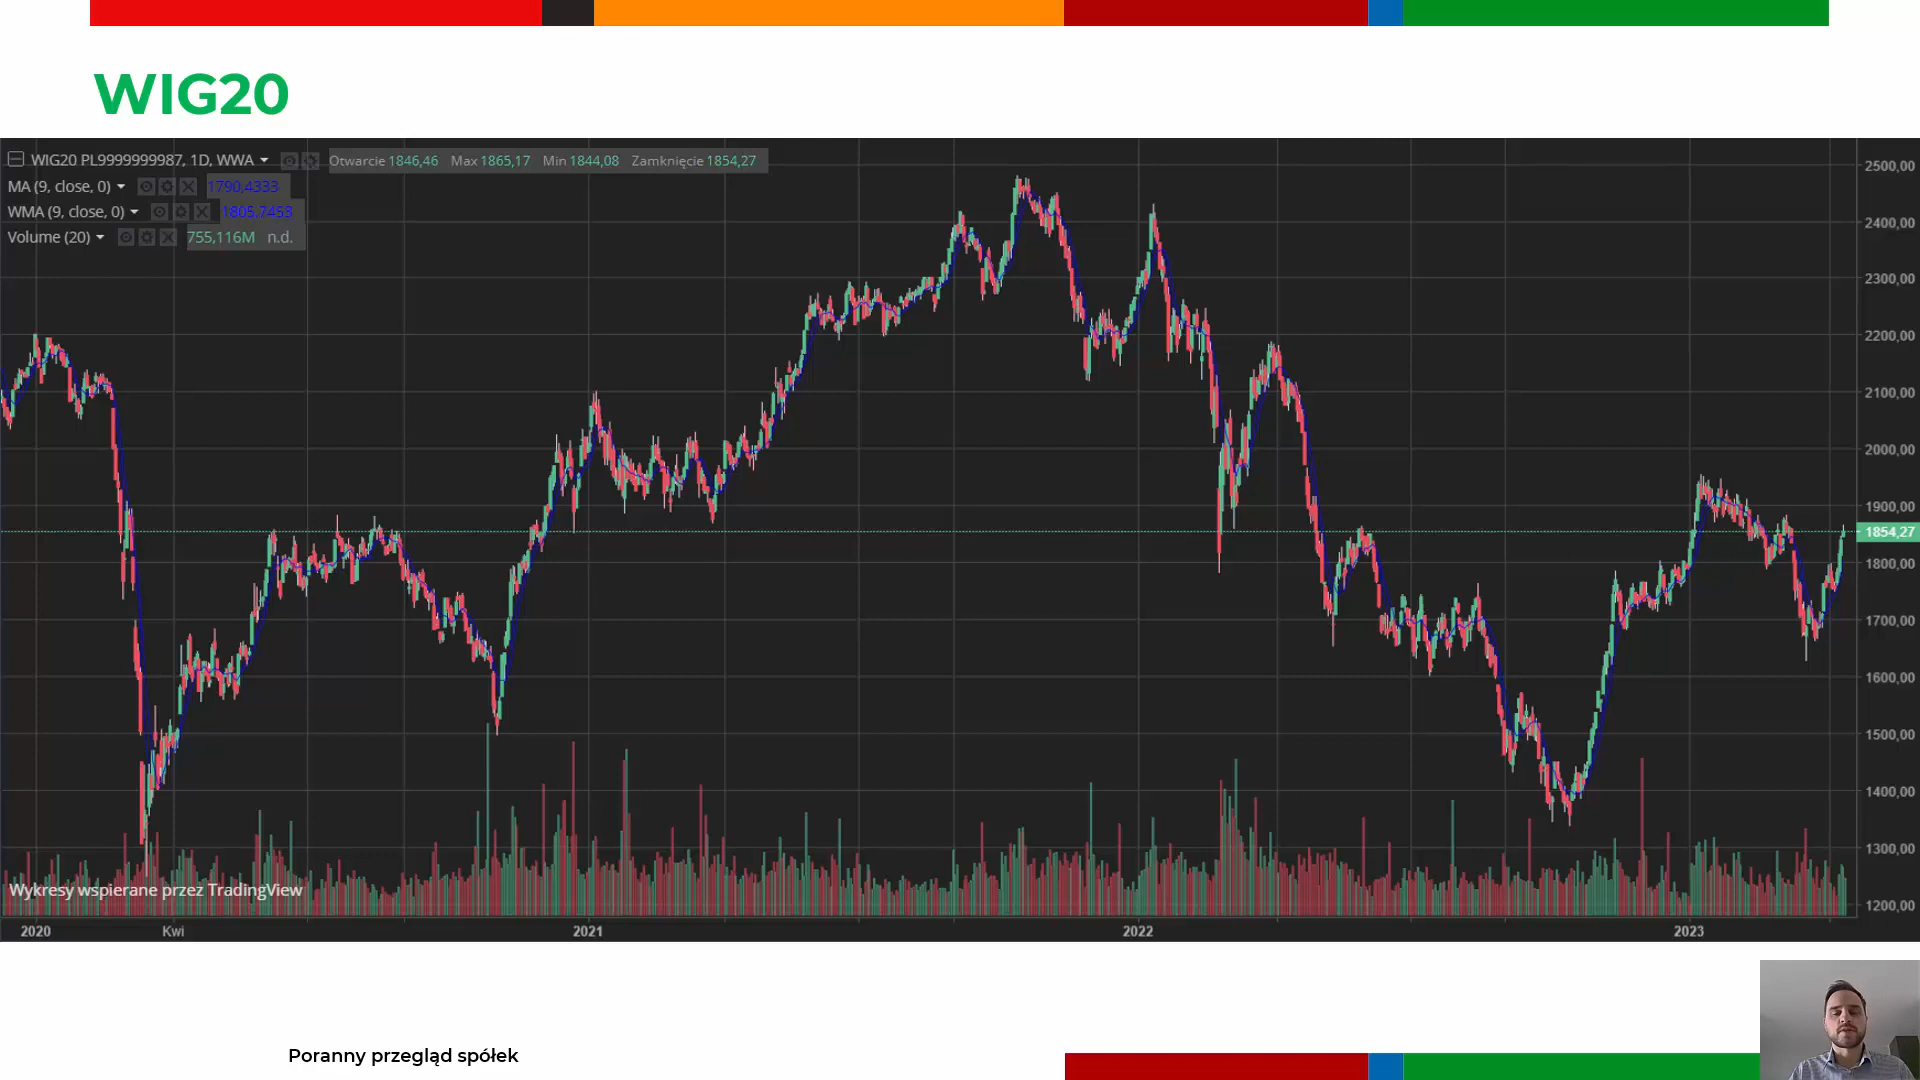 WIG20
WIG20 PL9999999987, 1D, WWA Otwarcie 1846,46 Max 1865,17 Min 1844,08 Zamknięcie 1854,27
MA (9, close, 0) 1790,4333
WMA (9, close, 0) 1805,7453
Volume (20) 755,116M n.d.
2500,00
2400,00
2300,00
2200,00
2100,00
2000,00
1900,00
1854,27
1800,00
1700,00
1600,00
1500,00
1400,00
1300,00
1200,00
Wykresy wspierane przez TradingView
2020 Kwi 2021 2022 2023
Poranny przegląd spółek